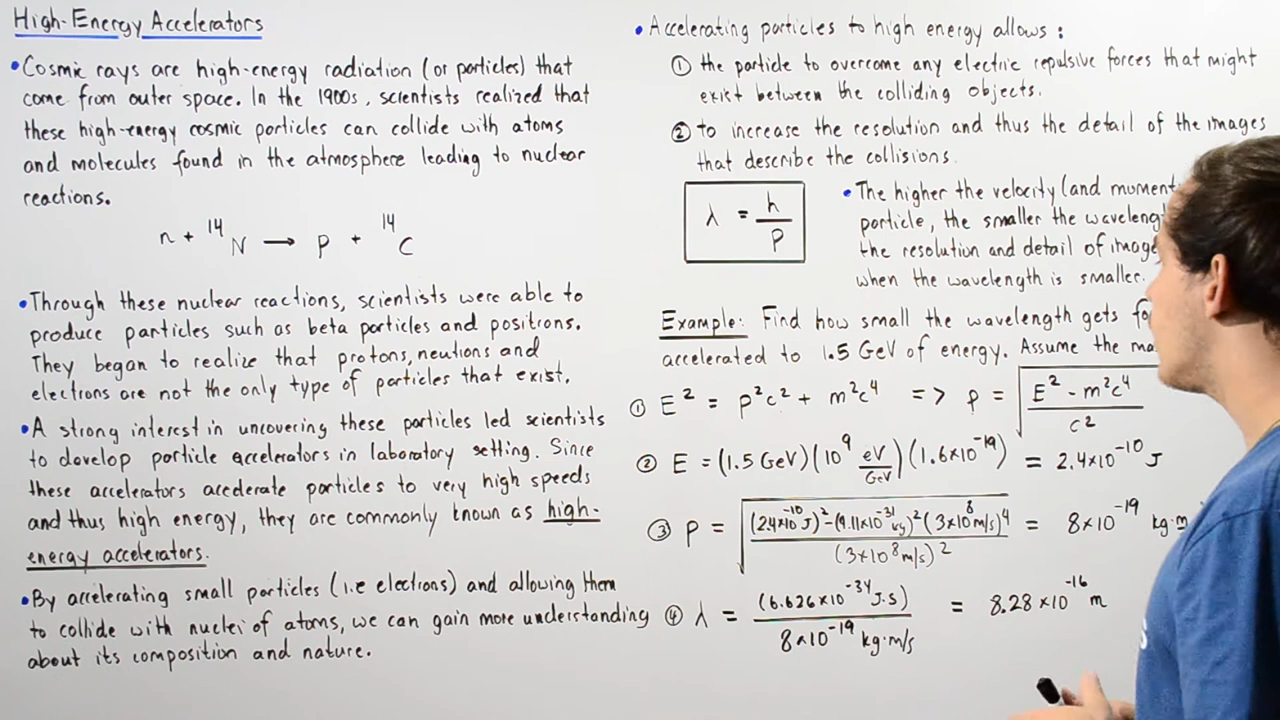 High-Energy Accelerators
• Cosmic rays are high-energy radiation (or particles) that
come from outer space. In the 1900s, scientists realized that
these high-energy cosmic particles can collide with atoms
and molecules found in the atmosphere leading to nuclear
reactions.
n + ¹⁴N → p + ¹⁴C
• Through these nuclear reactions, scientists were able to
produce particles such as beta particles and positrons.
They began to realize that protons, neutrons and
electrons are not the only type of particles that exist.
• A strong interest in uncovering these particles led scientists
to develop particle accelerators in laboratory setting. Since
these accelerators accelerate particles to very high speeds
and thus high energy, they are commonly known as high-
energy accelerators.
• By accelerating small particles (i.e electrons) and allowing them
to collide with nuclei of atoms, we can gain more understanding
about its composition and nature.
• Accelerating particles to high energy allows:
① the particle to overcome any electric repulsive forces that might
exist between the colliding objects.
② to increase the resolution and thus the detail of the images
that describe the collisions.
λ = h/p
• The higher the velocity (and
particle, the smaller the
the resolution and detail of
when the wavelength is smaller.
Example: Find how small the wavelength gets
accelerated to 1.5 GeV of energy. Assume the
① E² = p²c² + m²c⁴ => p = √((E² - m²c⁴)/c²)
② E = (1.5 GeV)(10⁹ eV/GeV)(1.6×10⁻¹⁹) = 2.4×10⁻¹⁰ J
③ p = √(((2.4×10⁻¹⁰ J)² - (9.11×10⁻³¹ kg)² (3×10⁸ m/s)⁴)/(3×10⁸ m/s)²) = 8×10⁻¹⁹
④ λ = (6.626×10⁻³⁴ J.S)/(8×10⁻¹⁹ kg·m/s) = 8.28×10⁻¹⁶ m